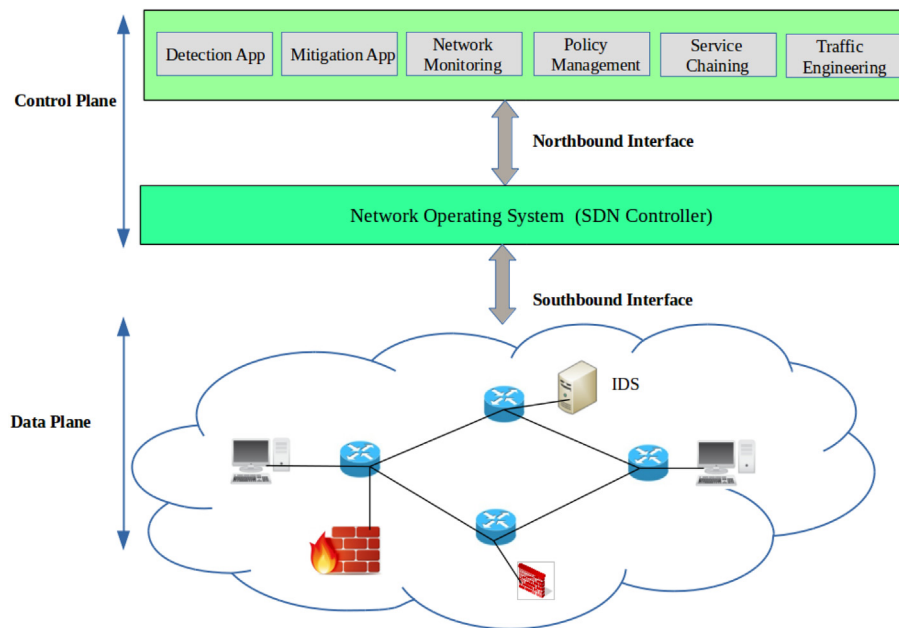 Detection App
Mitigation App
Network
Monitoring
Policy
Management
Service
Chaining
Traffic
Engineering
Control Plane
Northbound Interface
Network Operating System (SDN Controller)
Southbound Interface
IDS
Data Plane